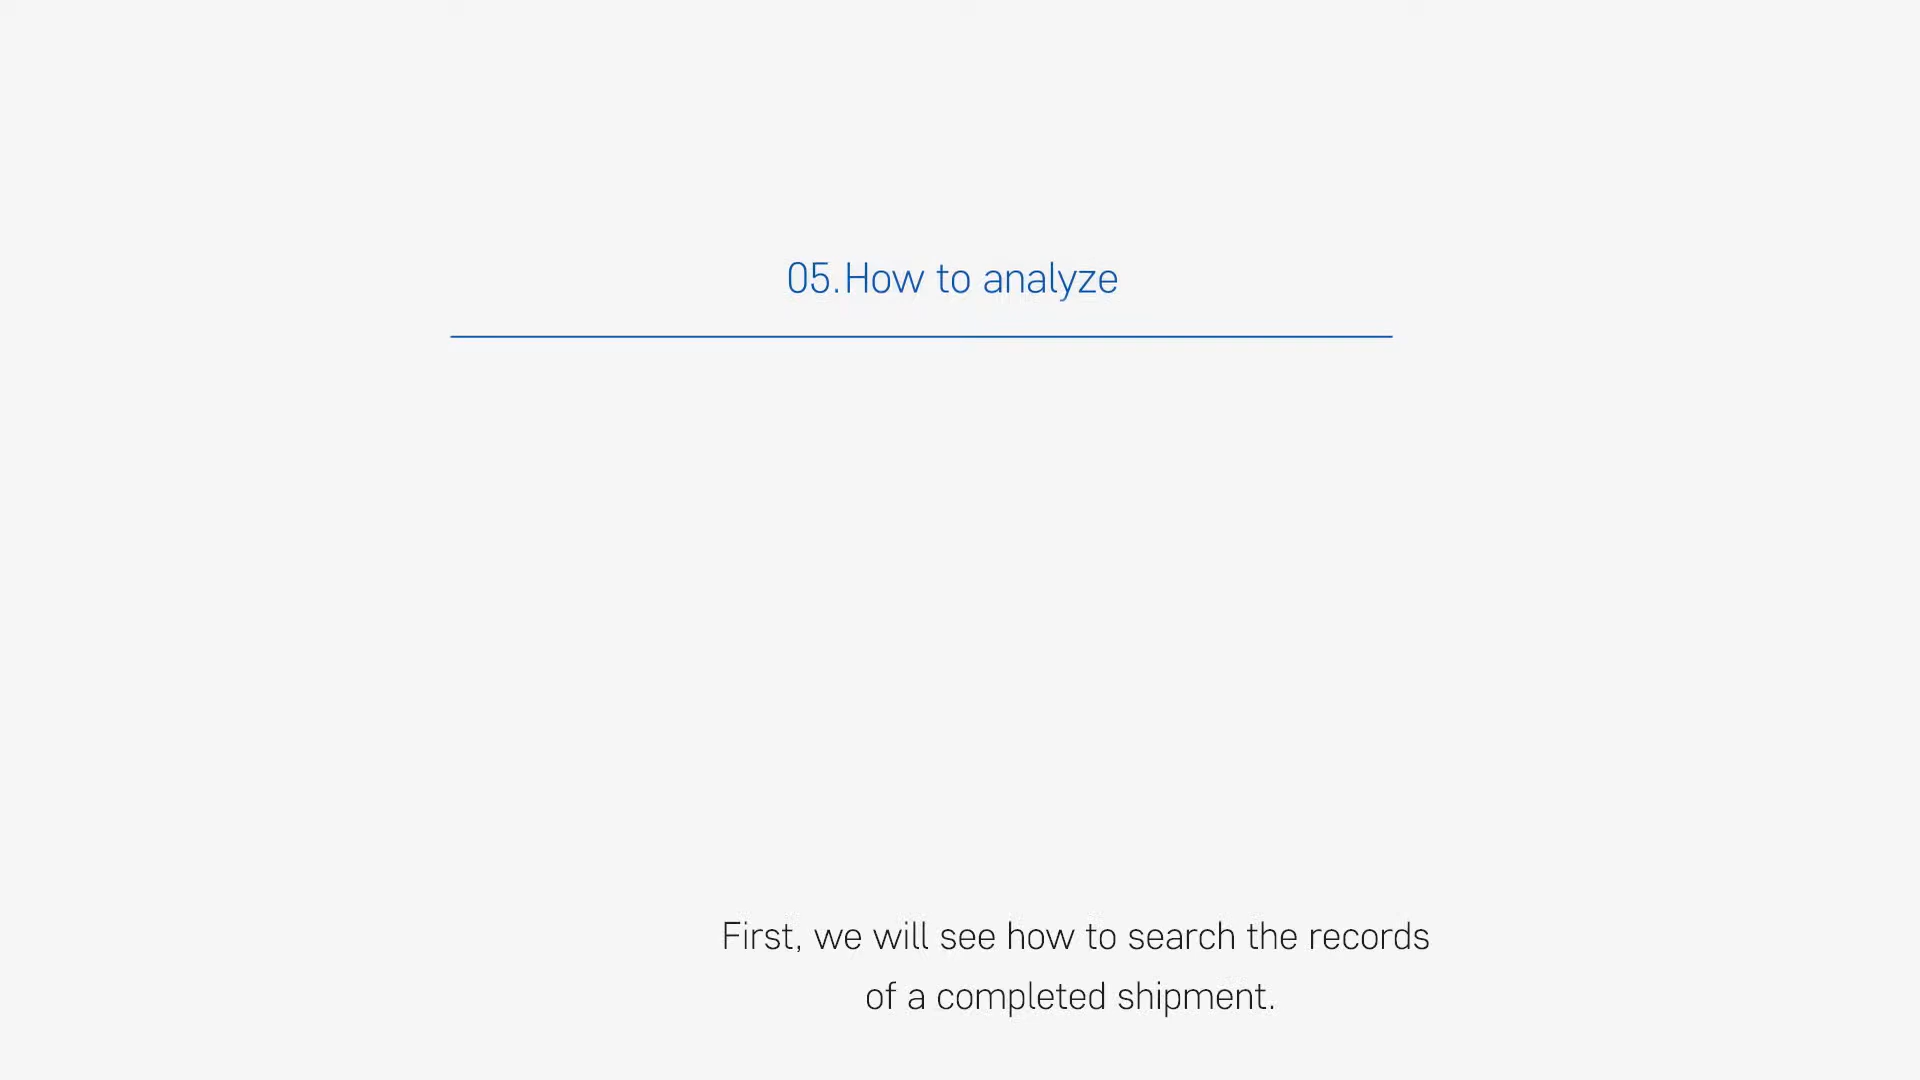 05.How to analyze
First, we will see how to search the records
of a completed shipment.